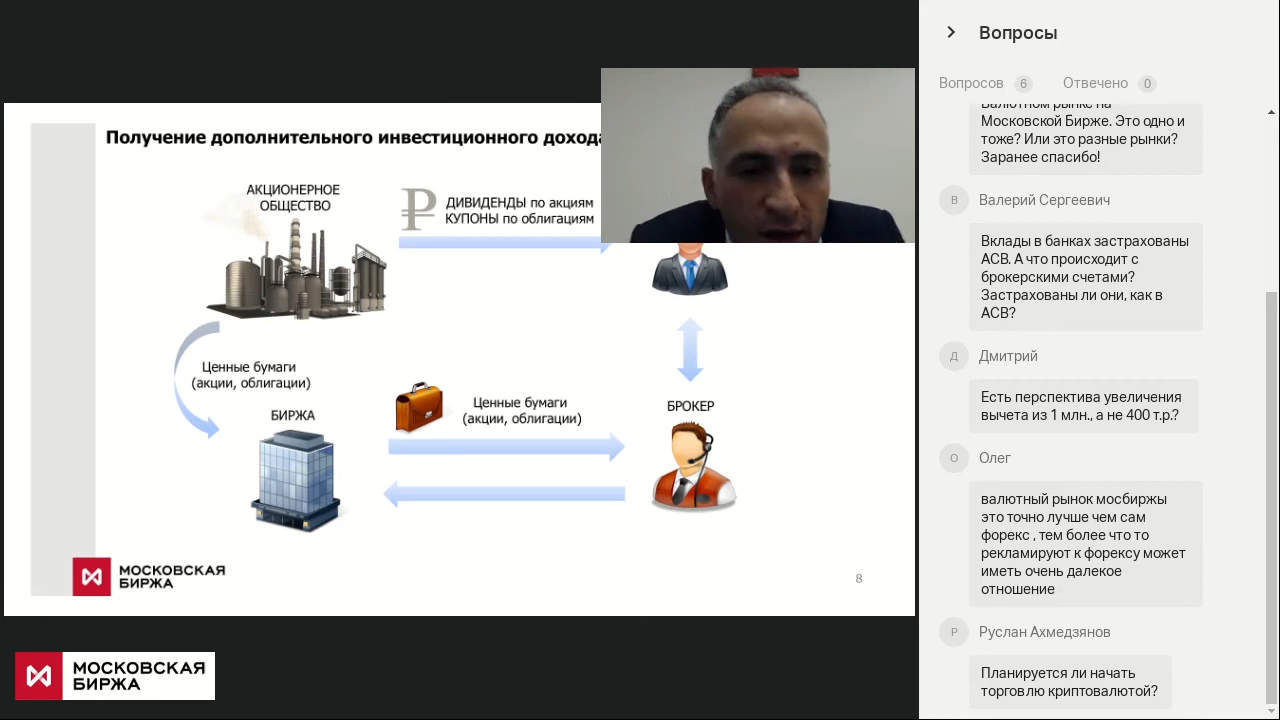 Получение дополнительного инвестиционного дохода
АКЦИОНЕРНОЕ
ОБЩЕСТВО
ДИВИДЕНДЫ по акциям
КУПОНЫ по облигациям
Ценные бумаги
(акции, облигации)
БИРЖА
Ценные бумаги
(акции, облигации)
БРОКЕР
МОСКОВСКАЯ
БИРЖА
8
МОСКОВСКАЯ
БИРЖА
Вопросы
Вопросов 6 Отвечено 0
Валютном рынке на
Московской Бирже. Это одно и
тоже? Или это разные рынки?
Заранее спасибо!
В Валерий Сергеевич
Вклады в банках застрахованы
АСВ. А что происходит с
брокерскими счетами?
Застрахованы ли они, как в
АСВ?
Д Дмитрий
Есть перспектива увеличения
вычета из 1 млн., а не 400 т.р.?
О Олег
валютный рынок мосбиржы
это точно лучше чем сам
форекс , тем более что то
рекламируют к форексу может
иметь очень далекое
отношение
Р Руслан Ахмедзянов
Планируется ли начать
торговлю криптовалютой?